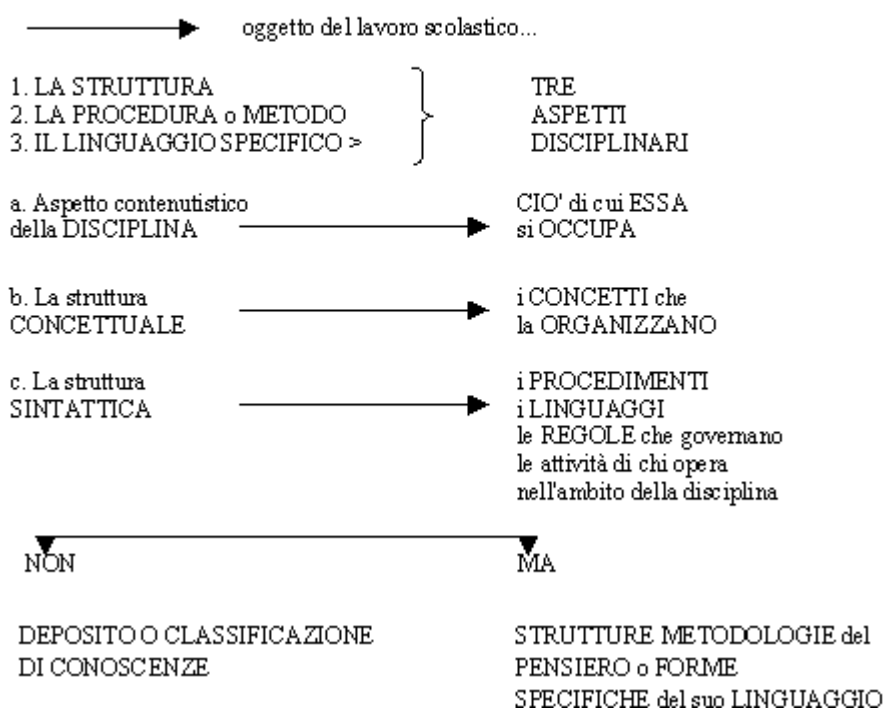 oggetto del lavoro scolastico...
1. LA STRUTTURA
2. LA PROCEDURA o METODO
3. IL LINGUAGGIO SPECIFICO >
TRE
ASPETTI
DISCIPLINARI
a. Aspetto contenutistico
della DISCIPLINA
CIO' di cui ESSA
si OCCUPA
b. La struttura
CONCETTUALE
i CONCETTI che
la ORGANIZZANO
c. La struttura
SINTATTICA
i PROCEDIMENTI
i LINGUAGGI
le REGOLE che governano
le attività di chi opera
nell'ambito della disciplina
NON
MA
DEPOSITO O CLASSIFICAZIONE
DI CONOSCENZE
STRUTTURE METODOLOGIE del
PENSIERO o FORME
SPECIFICHE del suo LINGUAGGIO